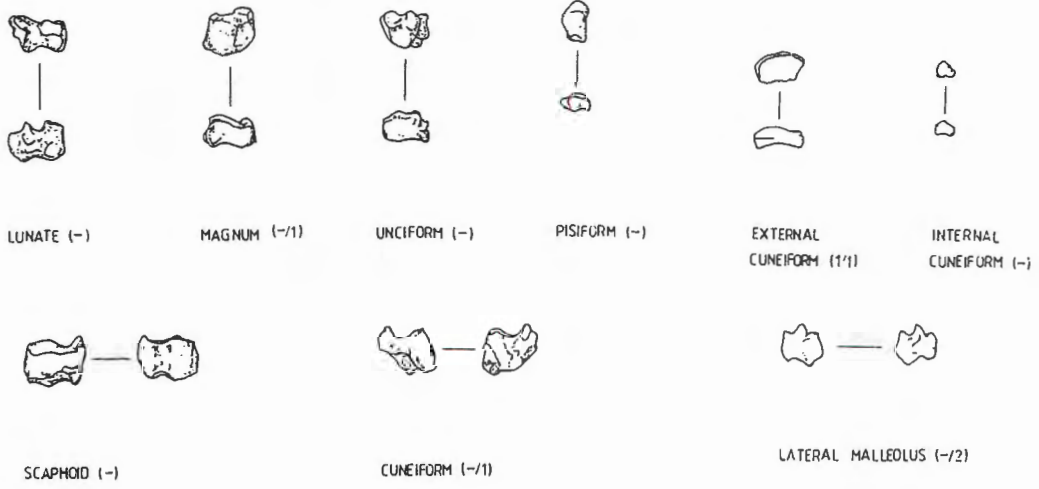 LUNATE (-)
MAGNUM (-/1)
UNCIFORM (-)
PISIFORM (-)
EXTERNAL
CUNEIFORM (1/1)
INTERNAL
CUNEIFORM (-)
SCAPHOID (-)
CUNEIFORM (-/1)
LATERAL MALLEOLUS (-/2)